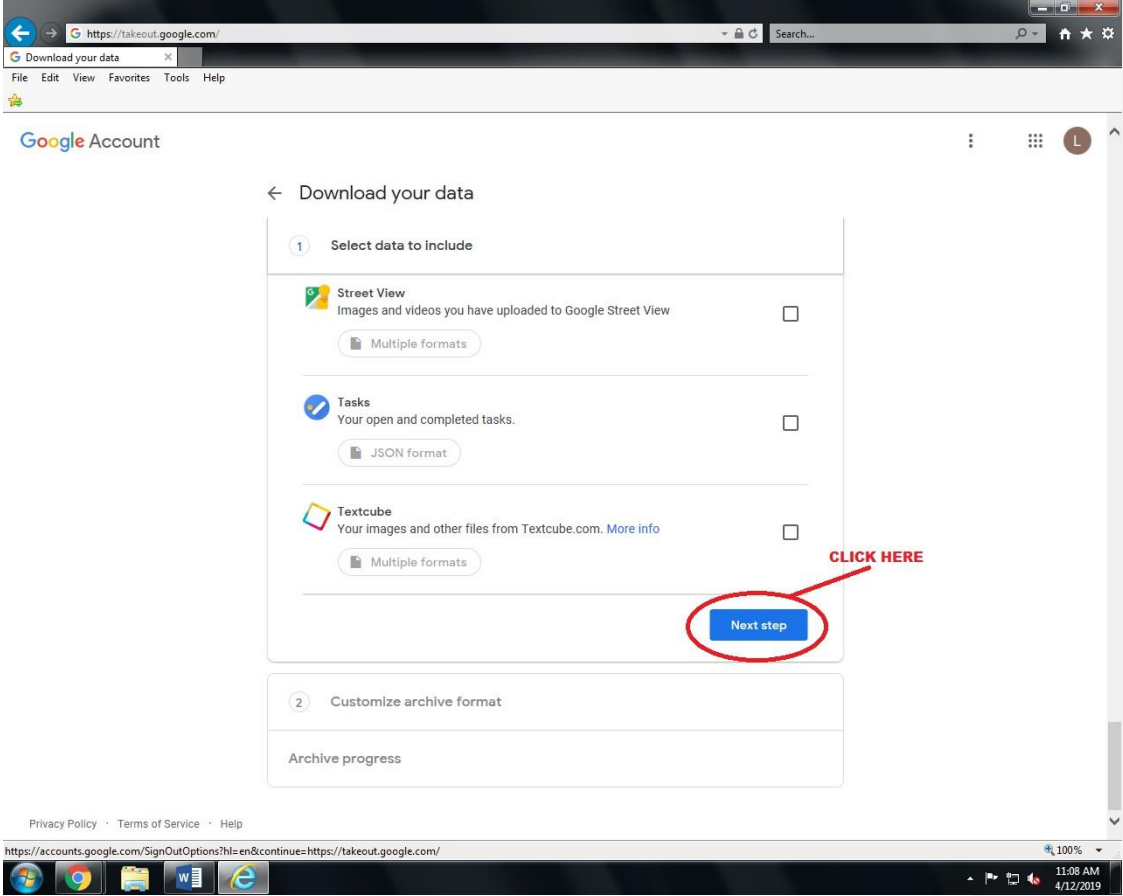 https://takeout.google.com/
Search...
Download your data
File Edit View Favorites Tools Help
Google Account
L
Download your data
1 Select data to include
G
Street View
Images and videos you have uploaded to Google Street View
Multiple formats
Tasks
Your open and completed tasks.
JSON format
Textcube
Your images and other files from Textcube.com. More info
Multiple formats
CLICK HERE
Next step
2 Customize archive format
Archive progress
Privacy Policy · Terms of Service · Help
https://accounts.google.com/SignOutOptions?hl=en&continue=https://takeout.google.com/
100%
11:08 AM
4/12/2019